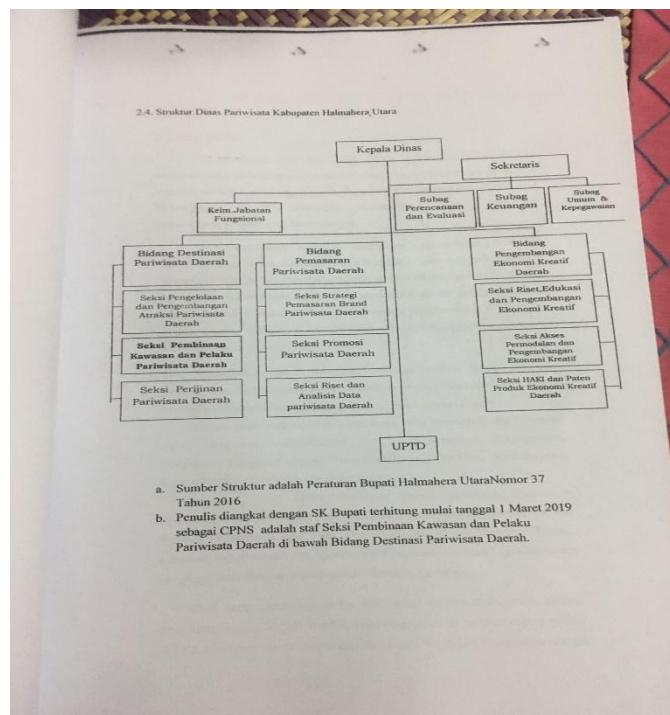 2.4. Struktur Dinas Pariwisata Kabupaten Halmahera Utara
Kepala Dinas
Sekretaris
Kelm.Jabatan
Fungsional
Subag
Perencanaan
dan Evaluasi
Subag
Keuangan
Subag
Umum &
Kepegawaian
Bidang Destinasi
Pariwisata Daerah
Seksi Pengelolaan
dan Pengembangan
Atraksi Pariwisata
Daerah
Seksi Pembinaan
Kawasan dan Pelaku
Pariwisata Daerah
Seksi Perijinan
Pariwisata Daerah
Bidang
Pemasaran
Pariwisata Daerah
Seksi Strategi
Pemasaran Brand
Pariwisata Daerah
Seksi Promosi
Pariwisata Daerah
Seksi Riset dan
Analisis Data
pariwisata Daerah
Bidang
Pengembangan
Ekonomi Kreatif
Daerah
Seksi Riset,Edukasi
dan Pengembangan
Ekonomi Kreatif
Seksi Akses
Permodalan dan
Pengembangan
Ekonomi Kreatif
Seksi HAKI dan Paten
Produk Ekonomi Kreatif
Daerah
UPTD
a. Sumber Struktur adalah Peraturan Bupati Halmahera UtaraNomor 37
Tahun 2016
b. Penulis diangkat dengan SK Bupati terhitung mulai tanggal 1 Maret 2019
sebagai CPNS adalah staf Seksi Pembinaan Kawasan dan Pelaku
Pariwisata Daerah di bawah Bidang Destinasi Pariwisata Daerah.